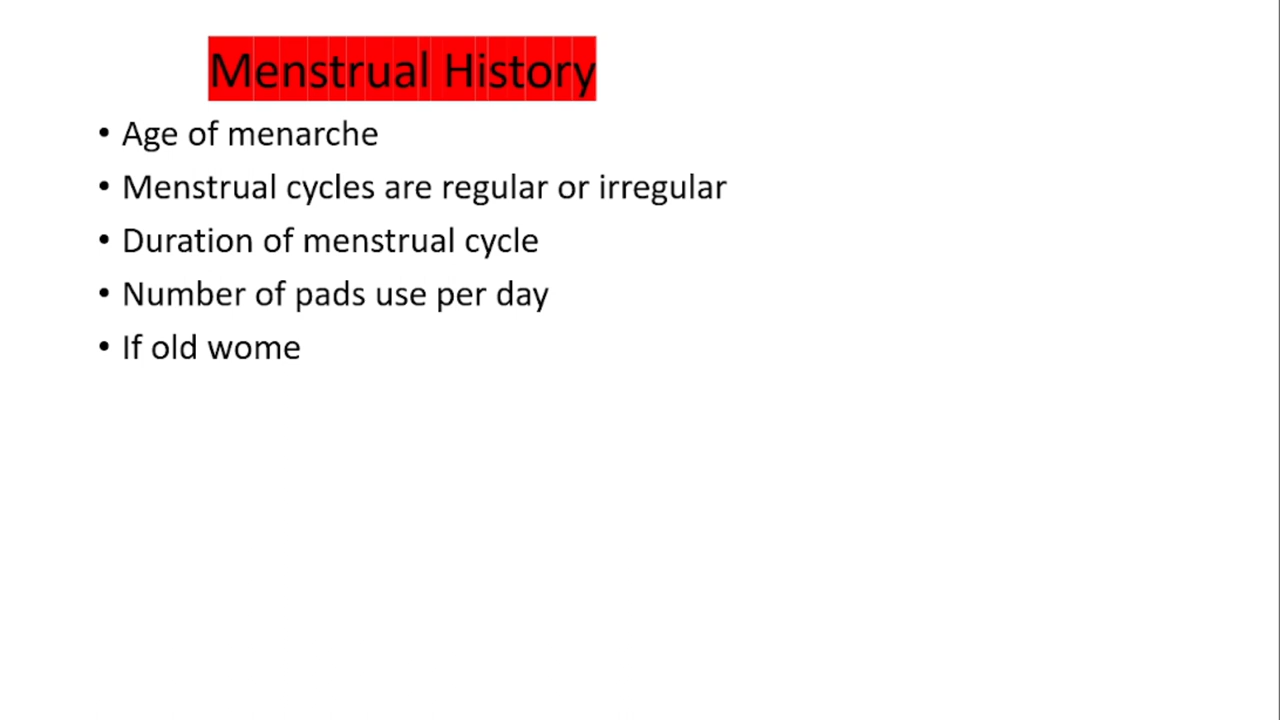 Menstrual History
• Age of menarche
• Menstrual cycles are regular or irregular
• Duration of menstrual cycle
• Number of pads use per day
• If old wome